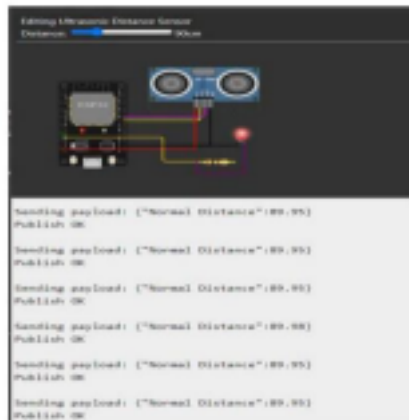 Editing Ultrasonic Distance Sensor
Distance: 90cm
Sending payload: {"Normal Distance":89.95}
Publish OK
Sending payload: {"Normal Distance":89.95}
Publish OK
Sending payload: {"Normal Distance":89.95}
Publish OK
Sending payload: {"Normal Distance":89.98}
Publish OK
Sending payload: {"Normal Distance":89.95}
Publish OK
Sending payload: {"Normal Distance":89.95}
Publish OK